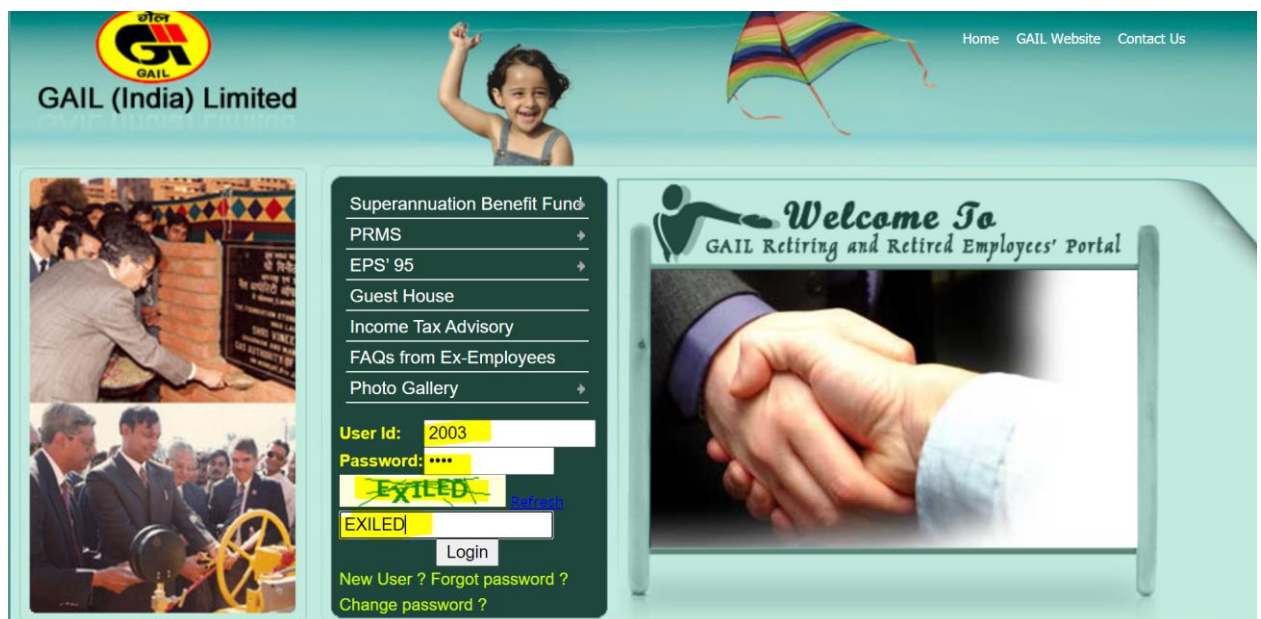 गेल
GAIL
GAIL (India) Limited
Home GAIL Website Contact Us
Superannuation Benefit Fund
PRMS
EPS' 95
Guest House
Income Tax Advisory
FAQs from Ex-Employees
Photo Gallery
User Id: 2003
Password: ••••
EXILED
Refresh
EXILED
Login
New User ? Forgot password ?
Change password ?
Welcome To
GAIL Retiring and Retired Employees' Portal